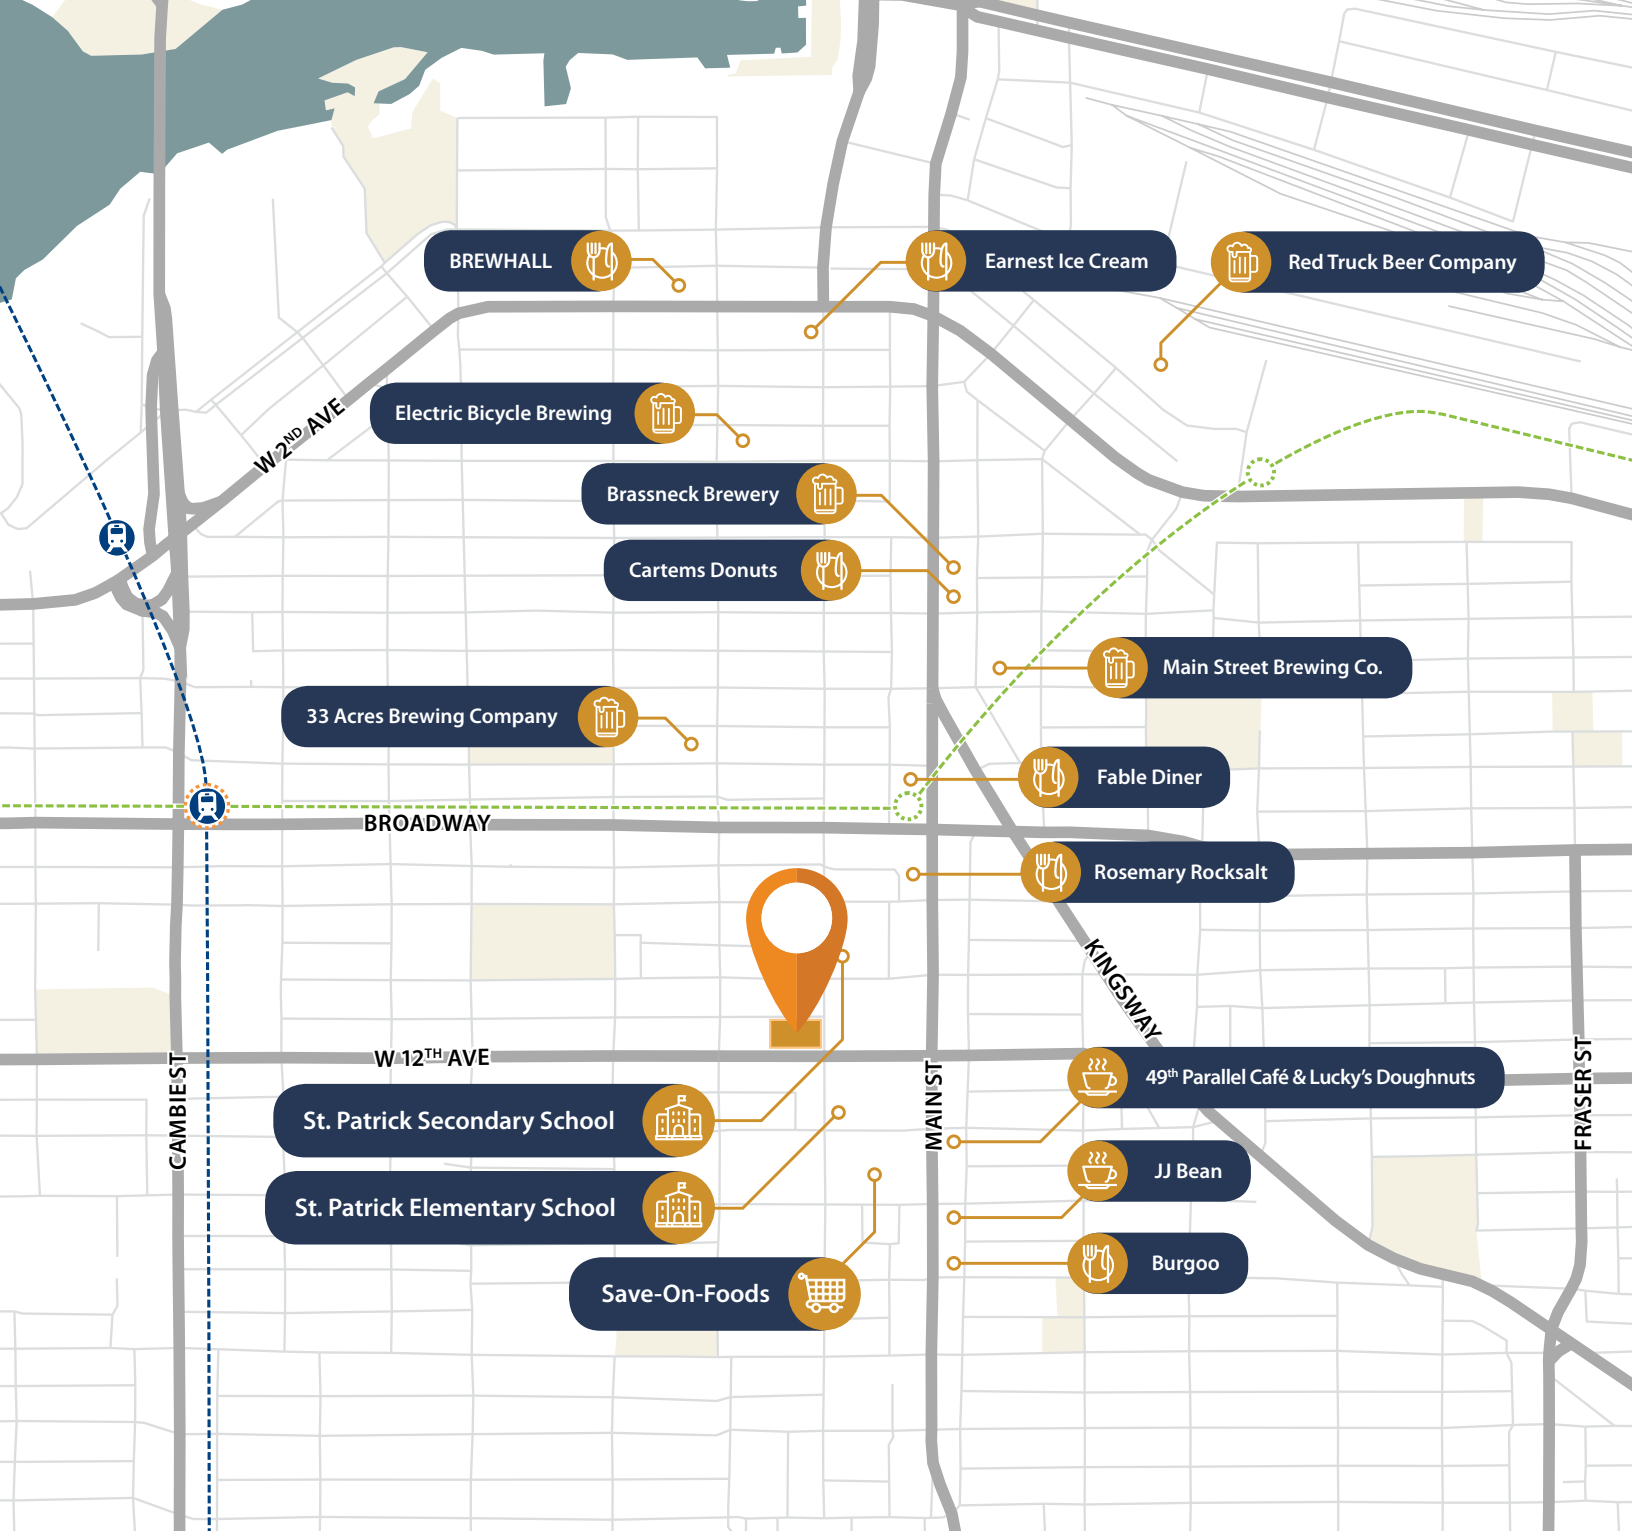 BREWHALL
Earnest Ice Cream
Red Truck Beer Company
W 2ND AVE
Electric Bicycle Brewing
Brassneck Brewery
Cartems Donuts
Main Street Brewing Co.
33 Acres Brewing Company
Fable Diner
BROADWAY
Rosemary Rocksalt
KINGSWAY
W 12TH AVE
CAMBIE ST
MAIN ST
FRASER ST
49th Parallel Café & Lucky's Doughnuts
St. Patrick Secondary School
JJ Bean
St. Patrick Elementary School
Burgoo
Save-On-Foods